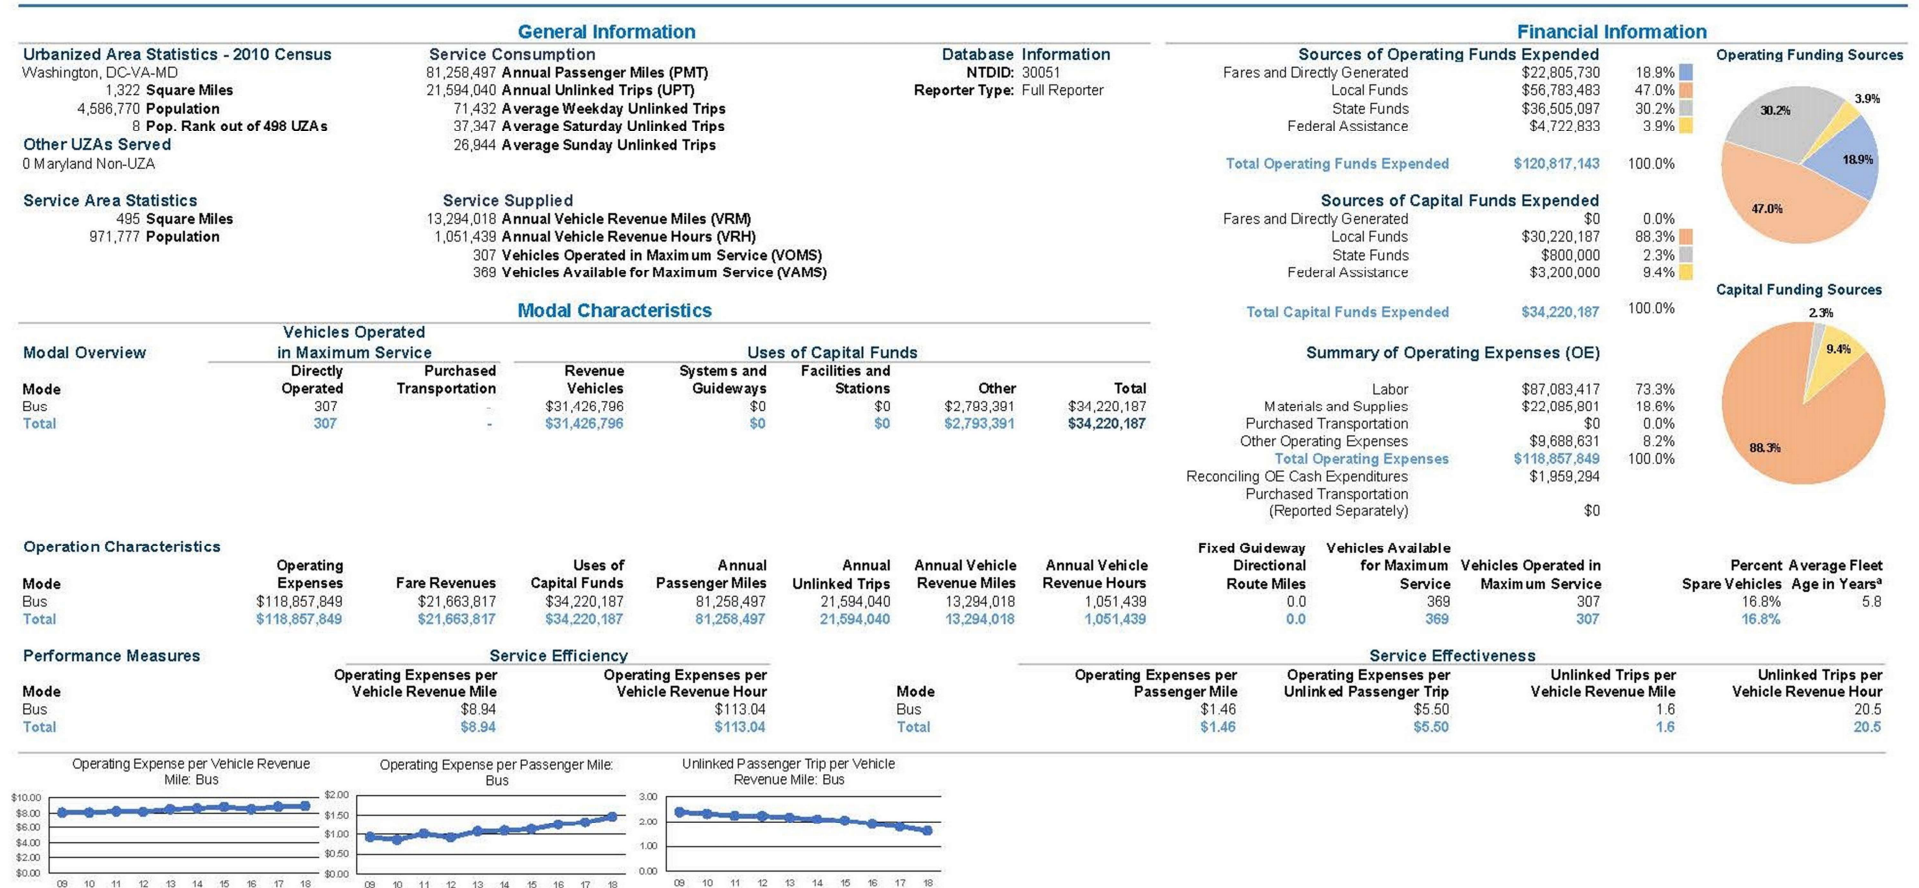 General Information
Urbanized Area Statistics - 2010 Census
Washington, DC-VA-MD
1,322 Square Miles
4,586,770 Population
8 Pop. Rank out of 498 UZAs
Other UZAs Served
0 Maryland Non-UZA
Service Area Statistics
495 Square Miles
971,777 Population
Service Consumption
81,258,497 Annual Passenger Miles (PMT)
21,594,040 Annual Unlinked Trips (UPT)
71,432 Average Weekday Unlinked Trips
37,347 Average Saturday Unlinked Trips
26,944 Average Sunday Unlinked Trips
Service Supplied
13,294,018 Annual Vehicle Revenue Miles (VRM)
1,051,439 Annual Vehicle Revenue Hours (VRH)
307 Vehicles Operated in Maximum Service (VOMS)
369 Vehicles Available for Maximum Service (VAMS)
Database Information
NTDID: 30051
Reporter Type: Full Reporter
Financial Information
Sources of Operating Funds Expended
Fares and Directly Generated $22,805,730 18.9%
Local Funds $56,783,483 47.0%
State Funds $36,505,097 30.2%
Federal Assistance $4,722,833 3.9%
Total Operating Funds Expended $120,817,143 100.0%
Sources of Capital Funds Expended
Fares and Directly Generated $0 0.0%
Local Funds $30,220,187 88.3%
State Funds $800,000 2.3%
Federal Assistance $3,200,000 9.4%
Total Capital Funds Expended $34,220,187 100.0%
Summary of Operating Expenses (OE)
Labor $87,083,417 73.3%
Materials and Supplies $22,085,801 18.6%
Purchased Transportation $0 0.0%
Other Operating Expenses $9,688,631 8.2%
Total Operating Expenses $118,857,849 100.0%
Reconciling OE Cash Expenditures $1,959,294
Purchased Transportation
(Reported Separately) $0
Operating Funding Sources
30.2%
3.9%
18.9%
47.0%
Capital Funding Sources
2.3%
9.4%
88.3%
Modal Characteristics
Vehicles Operated
Modal Overview in Maximum Service Uses of Capital Funds
Directly Purchased Revenue Systems and Facilities and
Mode Operated Transportation Vehicles Guideways Stations Other Total
Bus 307 - $31,426,796 $0 $0 $2,793,391 $34,220,187
Total 307 - $31,426,796 $0 $0 $2,793,391 $34,220,187
Operation Characteristics
Fixed Guideway Vehicles Available
Operating Uses of Annual Annual Annual Vehicle Annual Vehicle Directional for Maximum Vehicles Operated in Percent Average Fleet
Mode Expenses Fare Revenues Capital Funds Passenger Miles Unlinked Trips Revenue Miles Revenue Hours Route Miles Service Maximum Service Spare Vehicles Age in Yearsª
Bus $118,857,849 $21,663,817 $34,220,187 81,258,497 21,594,040 13,294,018 1,051,439 0.0 369 307 16.8% 5.8
Total $118,857,849 $21,663,817 $34,220,187 81,258,497 21,594,040 13,294,018 1,051,439 0.0 369 307 16.8%
Performance Measures Service Efficiency
Operating Expenses per Operating Expenses per
Mode Vehicle Revenue Mile Vehicle Revenue Hour
Bus $8.94 $113.04
Total $8.94 $113.04
Service Effectiveness
Operating Expenses per Operating Expenses per Unlinked Trips per Unlinked Trips per
Mode Passenger Mile Unlinked Passenger Trip Vehicle Revenue Mile Vehicle Revenue Hour
Bus $1.46 $5.50 1.6 20.5
Total $1.46 $5.50 1.6 20.5
Operating Expense per Vehicle Revenue
Mile: Bus
$10.00
$8.00
$6.00
$4.00
$2.00
$0.00
09 10 11 12 13 14 15 16 17 18
Operating Expense per Passenger Mile:
Bus
$2.00
$1.50
$1.00
$0.50
$0.00
09 10 11 12 13 14 15 16 17 18
Unlinked Passenger Trip per Vehicle
Revenue Mile: Bus
3.00
2.00
1.00
0.00
09 10 11 12 13 14 15 16 17 18